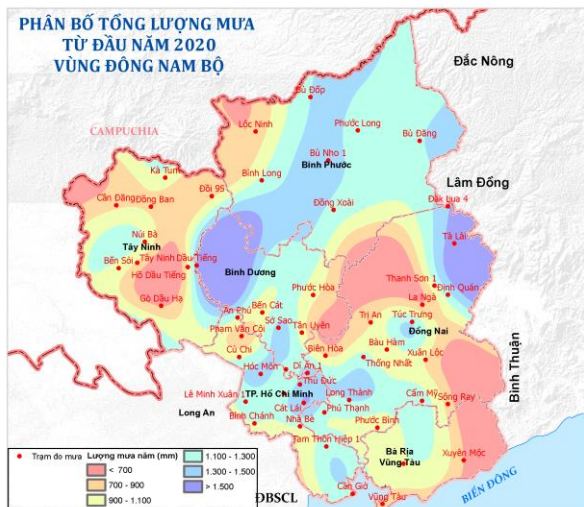 PHÂN BỐ TỔNG LƯỢNG MƯA
TỪ ĐẦU NĂM 2020
VÙNG ĐÔNG NAM BỘ
Đắc Nông
Bù Đốp
CAMPUCHIA
Lộc Ninh
Phước Long
Bù Đăng
Bù Nho 1
Bình Phước
Kà Tum
Bình Long
Đồi 95
Lâm Đồng
Cần Đăng
Đồng Ban
Đồng Xoài
Đăk Lua 4
Núi Bà
Tây Ninh
Tà Lài
Bến Sỏi
Tây Ninh
Dầu Tiếng
Hồ Dầu Tiếng
Bình Dương
Thanh Sơn 1
Định Quán
Gò Dầu Hạ
Phước Hòa
La Ngà
An Phú
Bến Cát
Phạm Văn Cội
Sở Sao
Tân Uyên
Trị An
Túc Trưng
Đồng Nai
Củ Chi
Biên Hòa
Bàu Hàm
Xuân Lộc
Thống Nhất
Hóc Môn
Dĩ An 1
Thủ Đức
Bình Thuận
Lê Minh Xuân 1
TP. Hồ Chí Minh
Long Thành
Cẩm Mỹ
Sông Ray
Long An
Cát Lái
Phú Thạnh
Bình Chánh
Nhà Bè
Phước Bình
Tam Thôn Hiệp 1
Bà Rịa
Vũng Tàu
Xuyên Mộc
Cần Giờ
Vũng Tàu
ĐBSCL
BIỂN ĐÔNG
Trạm đo mưa
Lượng mưa năm (mm)
< 700
700 - 900
900 - 1.100
1.100 - 1.300
1.300 - 1.500
> 1.500